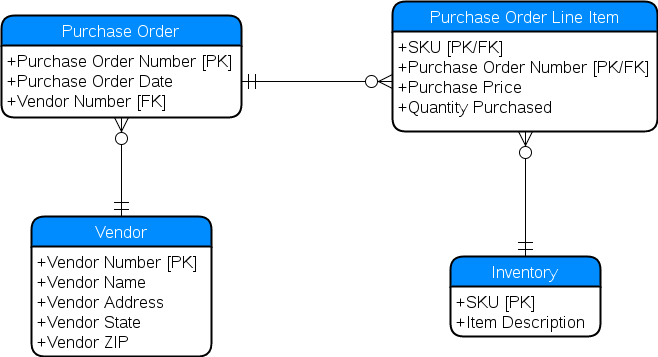 Purchase Order
+Purchase Order Number [PK]
+Purchase Order Date
+Vendor Number [FK]
Purchase Order Line Item
+SKU [PK/FK]
+Purchase Order Number [PK/FK]
+Purchase Price
+Quantity Purchased
Vendor
+Vendor Number [PK]
+Vendor Name
+Vendor Address
+Vendor State
+Vendor ZIP
Inventory
+SKU [PK]
+Item Description